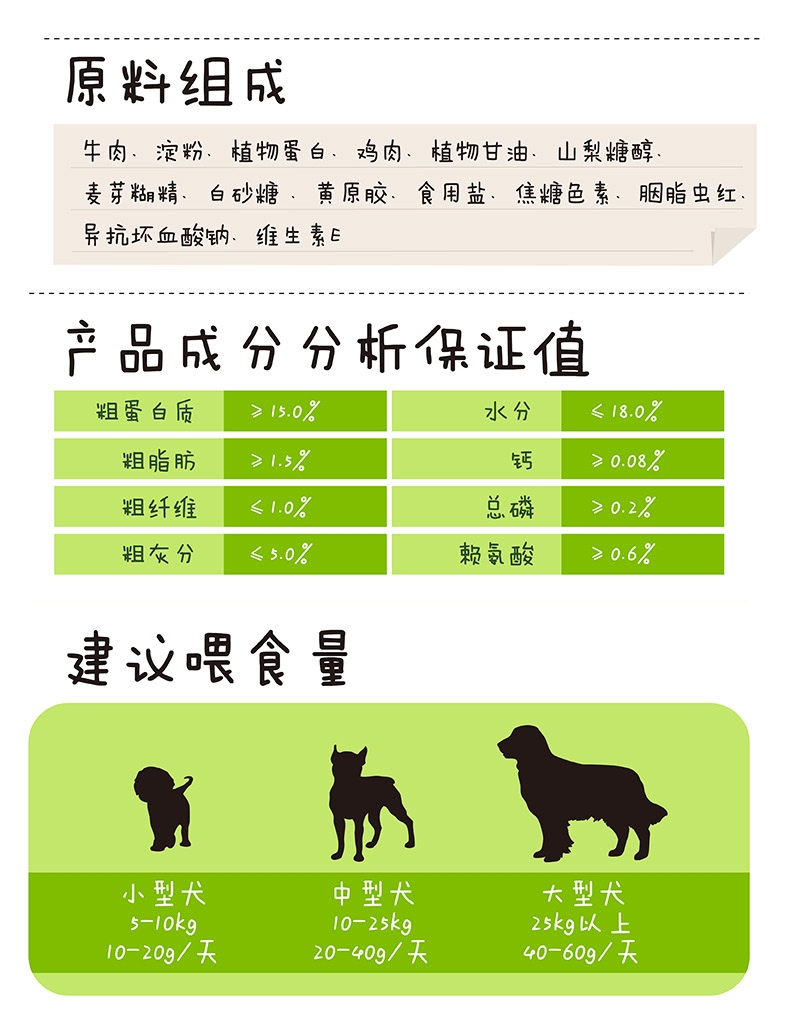 原料组成
牛肉、淀粉、植物蛋白、鸡肉、植物甘油、山梨糖醇、
麦芽糊精、白砂糖、黄原胶、食用盐、焦糖色素、胭脂虫红、
异抗坏血酸钠、维生素E
产品成分分析保证值
粗蛋白质 ≥15.0% 水分 ≤18.0%
粗脂肪 ≥1.5% 钙 ≥0.08%
粗纤维 ≤1.0% 总磷 ≥0.2%
粗灰分 ≤5.0% 赖氨酸 ≥0.6%
建议喂食量
小型犬 中型犬 大型犬
5-10kg 10-25kg 25kg以上
10-20g/天 20-40g/天 40-60g/天